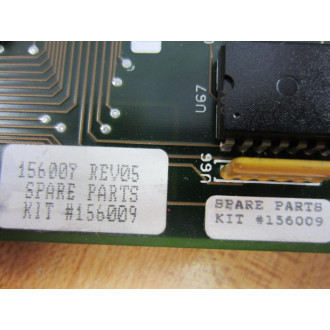 U67
U66
156007 REV05
SPARE PARTS
KIT #156009
SPARE PARTS
KIT #156009